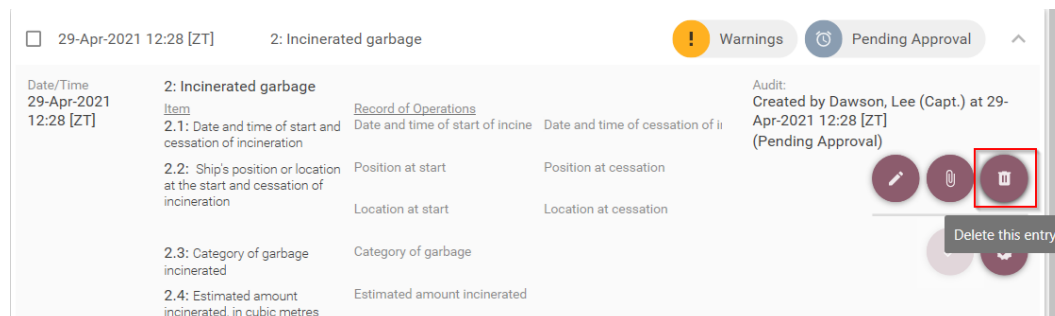 29-Apr-2021 12:28 [ZT] 2: Incinerated garbage ! Warnings Pending Approval
Date/Time
29-Apr-2021
12:28 [ZT]
2: Incinerated garbage
Item Record of Operations
2.1: Date and time of start and
cessation of incineration
Date and time of start of incine Date and time of cessation of i
2.2: Ship's position or location
at the start and cessation of
incineration
Position at start Position at cessation
Location at start Location at cessation
2.3: Category of garbage
incinerated
Category of garbage
2.4: Estimated amount
incinerated, in cubic metres
Estimated amount incinerated
Audit:
Created by Dawson, Lee (Capt.) at 29-
Apr-2021 12:28 [ZT]
(Pending Approval)
Delete this entry